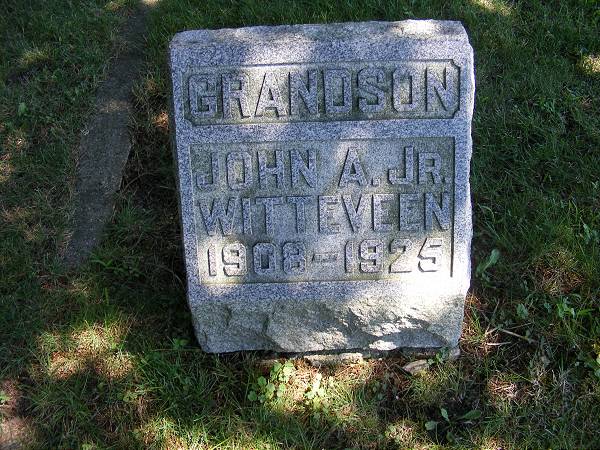 GRANDSON
JOHN A. JR.
WITTEVEEN
1908-1925